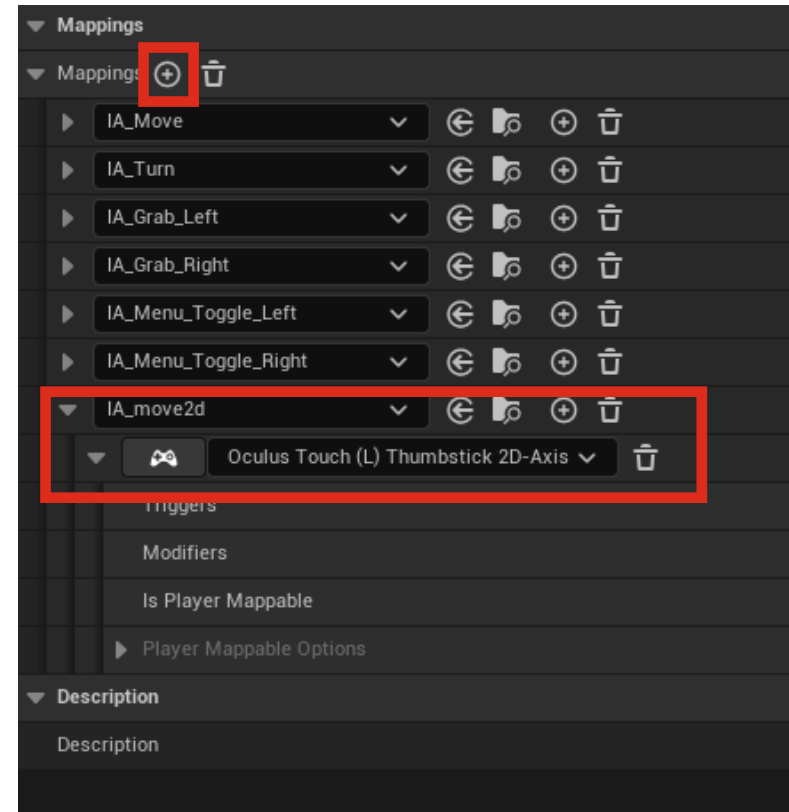 Mappings
Mappings
IA_Move
IA_Turn
IA_Grab_Left
IA_Grab_Right
IA_Menu_Toggle_Left
IA_Menu_Toggle_Right
IA_move2d
Oculus Touch (L) Thumbstick 2D-Axis
Triggers
Modifiers
Is Player Mappable
Player Mappable Options
Description
Description